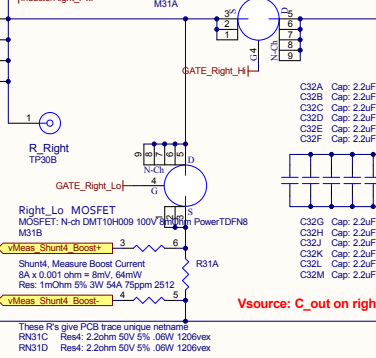 M31A
S
3
2
1
D
5
6
7
8
9
G
4
N-Ch
GATE_Right_Hi
C32A Cap: 2.2uF
C32B Cap: 2.2uF
C32C Cap: 2.2uF
C32D Cap: 2.2uF
C32E Cap: 2.2uF
C32F Cap: 2.2uF
1
R_Right
TP30B
9
8
7
6
5
N-Ch
D
GATE_Right_Lo
4
G
S
Right_Lo MOSFET
MOSFET: N-ch DMT10H009 100V 8mOhm PowerTDFN8
M31B
vMeas_Shunt4_Boost+
3
6
Shunt4, Measure Boost Current
8A x 0.001 ohm = 8mV, 64mW
Res: 1mOhm 5% 3W 54A 75ppm 2512
R31A
vMeas_Shunt4_Boost-
4
5
C32G Cap: 2.2uF
C32H Cap: 2.2uF
C32J Cap: 2.2uF
C32K Cap: 2.2uF
C32L Cap: 2.2uF
C32M Cap: 2.2uF
Vsource: C_out on righ
These R's give PCB trace unique netname
RN31C Res4: 2.2ohm 50V 5% .06W 1206vex
RN31D Res4: 2.2ohm 50V 5% .06W 1206vex